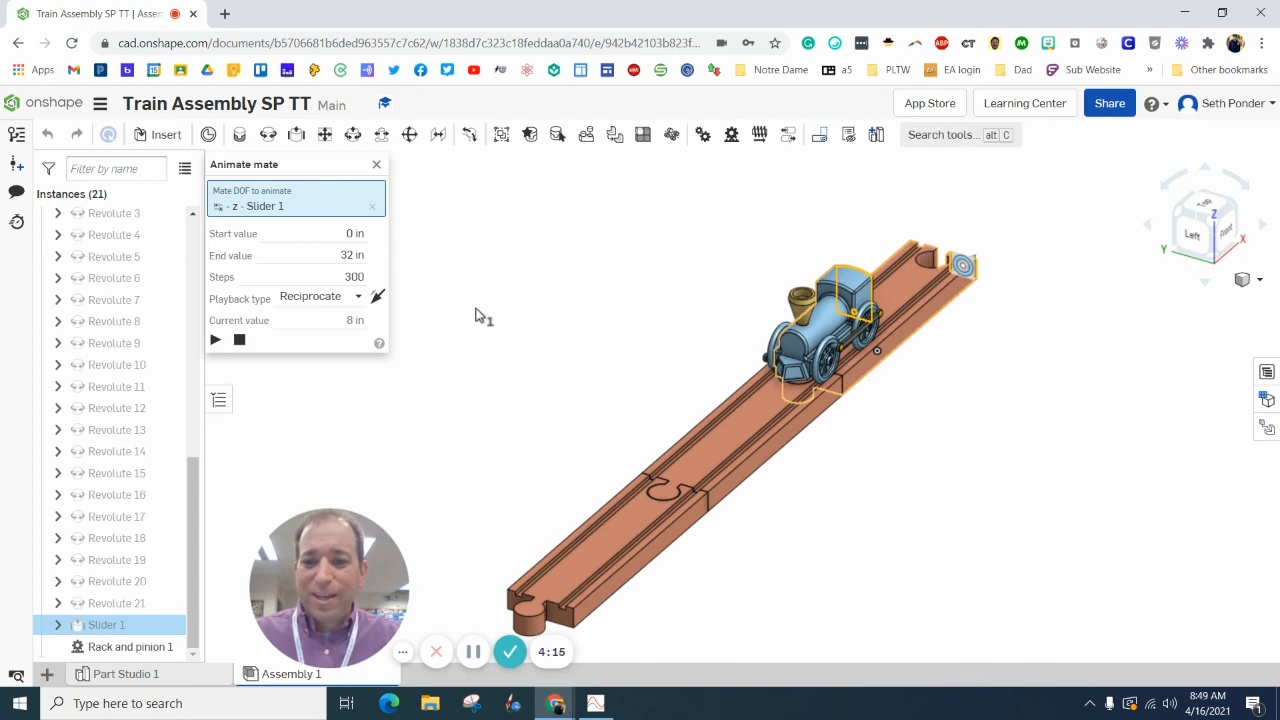 Train Assembly SP TT | Assem
cad.onshape.com/documents/b57066f1b6ed963557c7c62/w/1838d7c323c18feddaa0a740/e/942b42103b823f...
Apps
Notre Dame
a5
PLTW
EA login
Dad
Sub Website
»
Other bookmarks
onshape
Train Assembly SP TT Main
App Store
Learning Center
Share
Seth Ponder
Insert
Search tools... alt C
Filter by name
Instances (21)
Revolute 3
Revolute 4
Revolute 5
Revolute 6
Revolute 7
Revolute 8
Revolute 9
Revolute 10
Revolute 11
Revolute 12
Revolute 13
Revolute 14
Revolute 15
Revolute 16
Revolute 17
Revolute 18
Revolute 19
Revolute 20
Revolute 21
Slider 1
Rack and pinion 1
Animate mate
Mate DOF to animate
- z - Slider 1
Start value 0 in
End value 32 in
Steps 300
Playback type Reciprocate
Current value 8 in
1
Top
Left
Front
Z
Y
X
4:15
Part Studio 1
Assembly 1
Type here to search
8:49 AM
4/16/2021